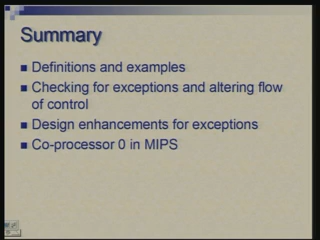 Summary
Definitions and examples
Checking for exceptions and altering flow
of control
Design enhancements for exceptions
Co-processor 0 in MIPS